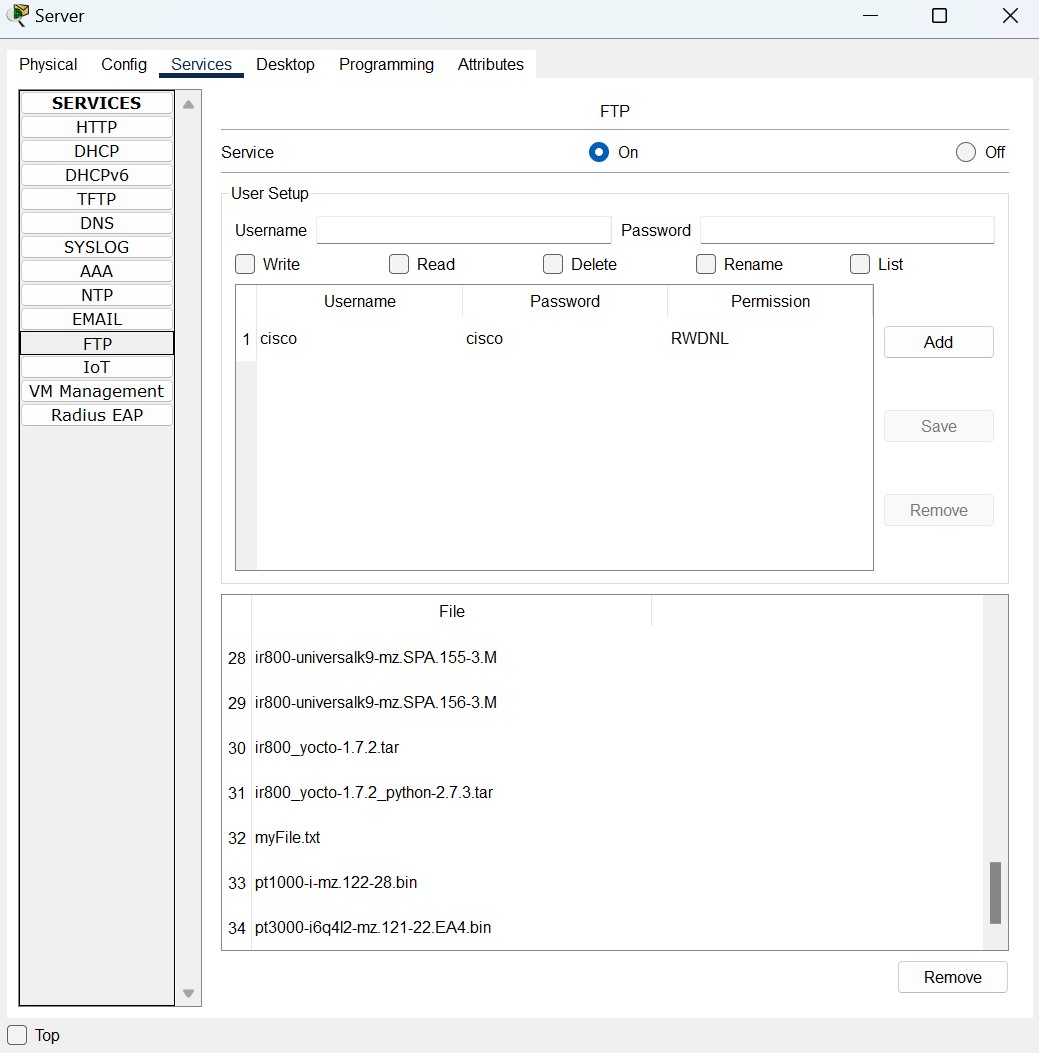 Server
Physical Config Services Desktop Programming Attributes
SERVICES
HTTP
DHCP
DHCPv6
TFTP
DNS
SYSLOG
AAA
NTP
EMAIL
FTP
IoT
VM Management
Radius EAP
FTP
Service On Off
User Setup
Username Password
Write Read Delete Rename List
Username Password Permission
1 cisco cisco RWDNL
Add
Save
Remove
File
28 ir800-universalk9-mz.SPA.155-3.M
29 ir800-universalk9-mz.SPA.156-3.M
30 ir800_yocto-1.7.2.tar
31 ir800_yocto-1.7.2_python-2.7.3.tar
32 myFile.txt
33 pt1000-i-mz.122-28.bin
34 pt3000-i6q4l2-mz.121-22.EA4.bin
Remove
Top